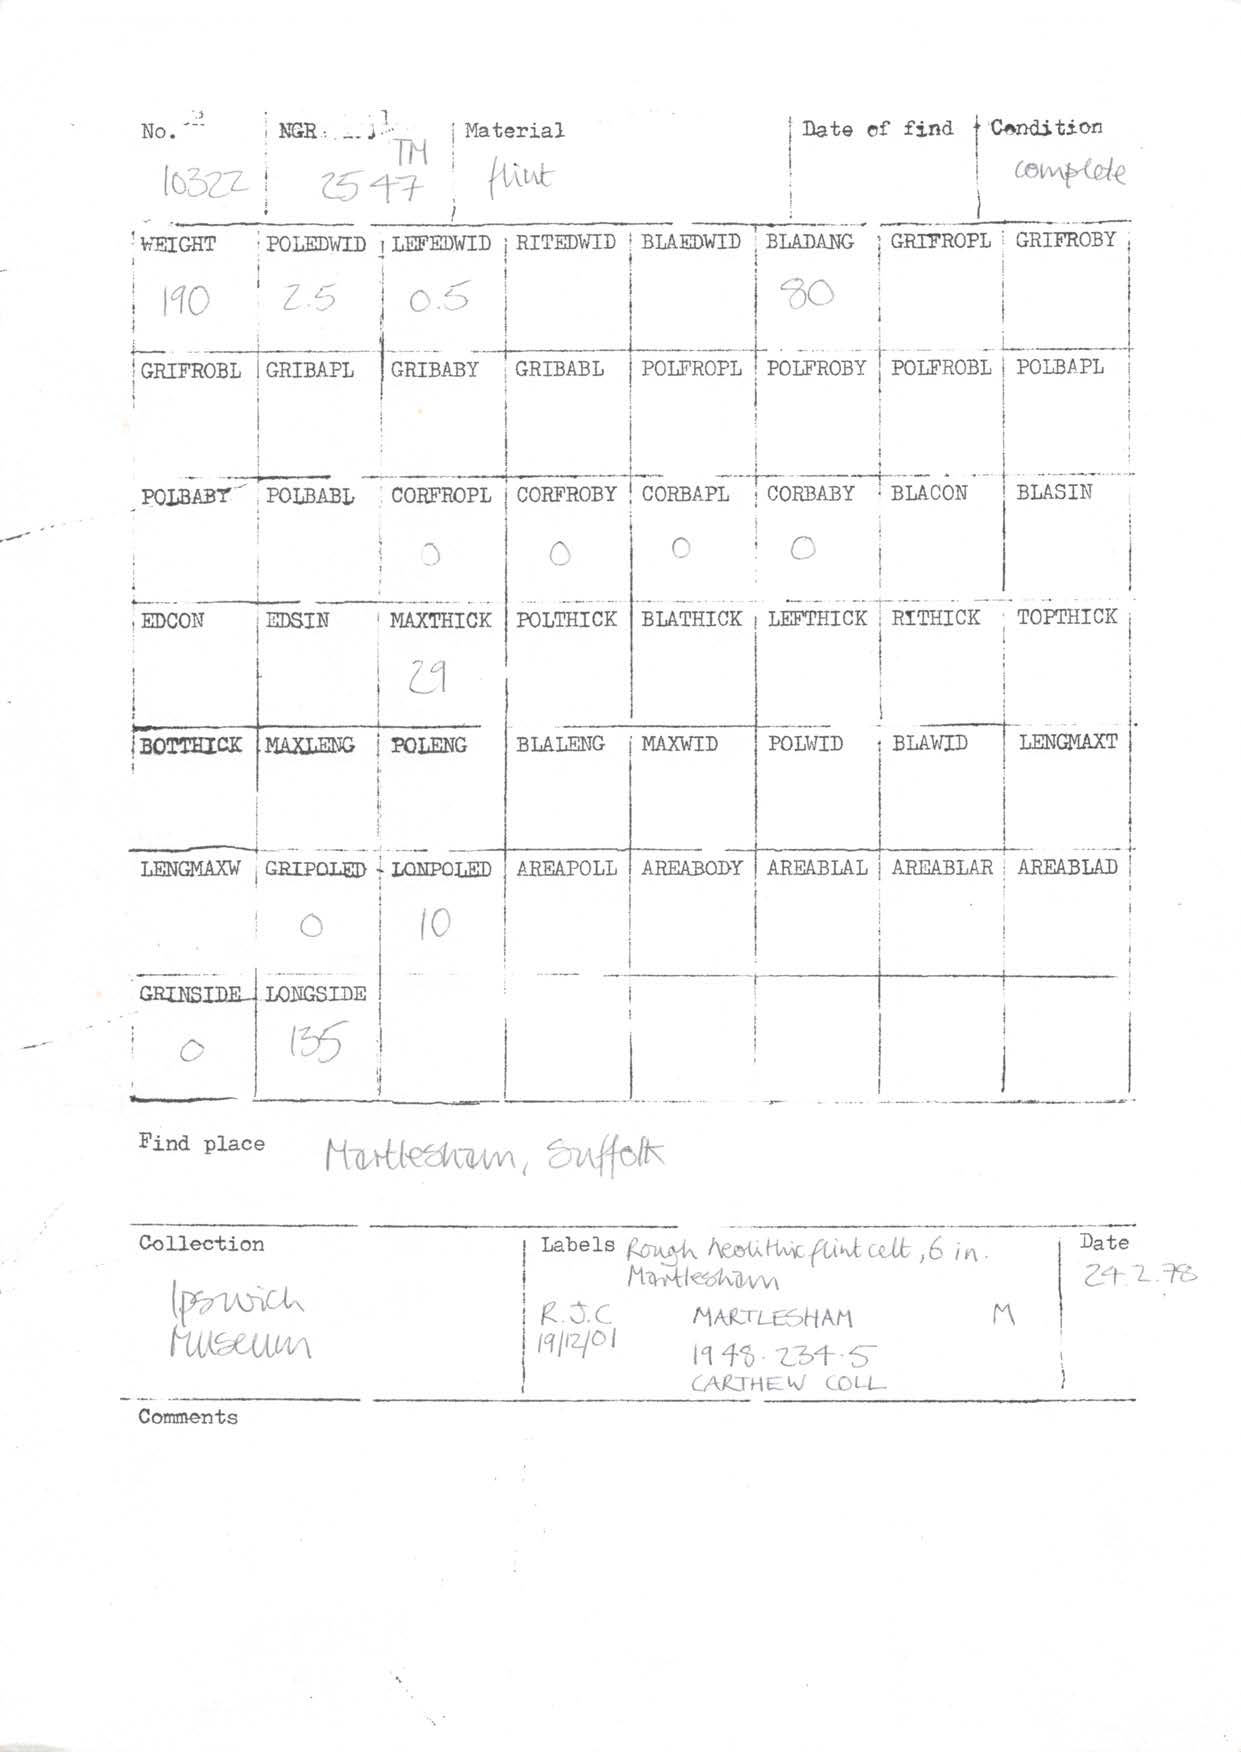 No. NGR Material Date of find Condition
TM
10322 2547 flint complete
WEIGHT POLEDWID LEFEDWID RITEDWID BLAEDWID BLADANG GRIFROPL GRIFROBY
190 2.5 0.5 80
GRIFROBL GRIBAPL GRIBABY GRIBABL POLFROPL POLFROBY POLFROBL POLBAPL
POLBABY POLBABL CORFROPL CORFROBY CORBAPL CORBABY BLACON BLASIN
0 0 0 0
EDCON EDSIN MAXTHICK POLTHICK BLATHICK LEFTHICK RITHICK TOPTHICK
29
BOTTHICK MAXLENG POLENG BLALENG MAXWID POLWID BLAWID LENGMAXT
LENGMAXW GRIPOLED LONPOLED AREAPOLL AREABODY AREABLAL AREABLAR AREABLAD
0 10
GRINSIDE LONGSIDE
0 135
Find place Martlesham, Suffolk
Collection Labels Rough neolithic flint celt, 6 in. Date
Martlesham 24.2.78
Ipswich R.J.C MARTLESHAM M
Museum 19/12/01 1948.234.5
CARTHEW COLL
Comments